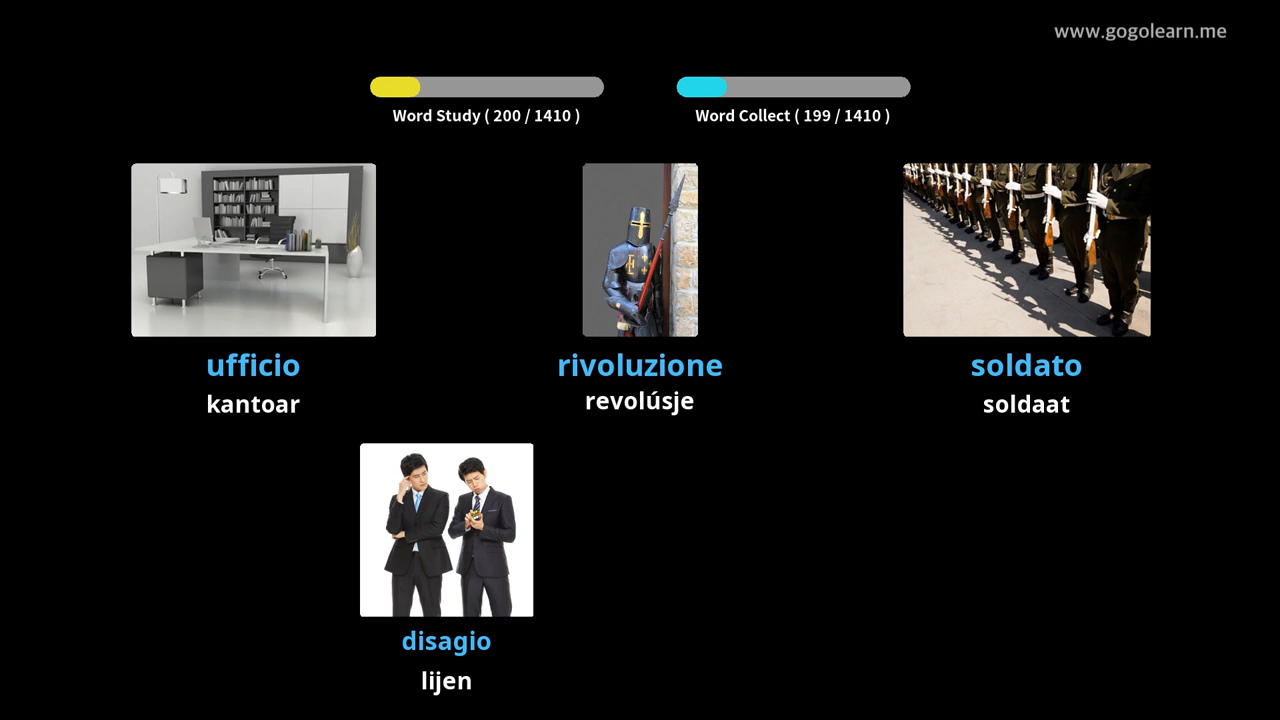 www.gogolearn.me
Word Study ( 200 / 1410 )
Word Collect ( 199 / 1410 )
ufficio
kantoar
rivoluzione
revolúsje
soldato
soldaat
disagio
lijen